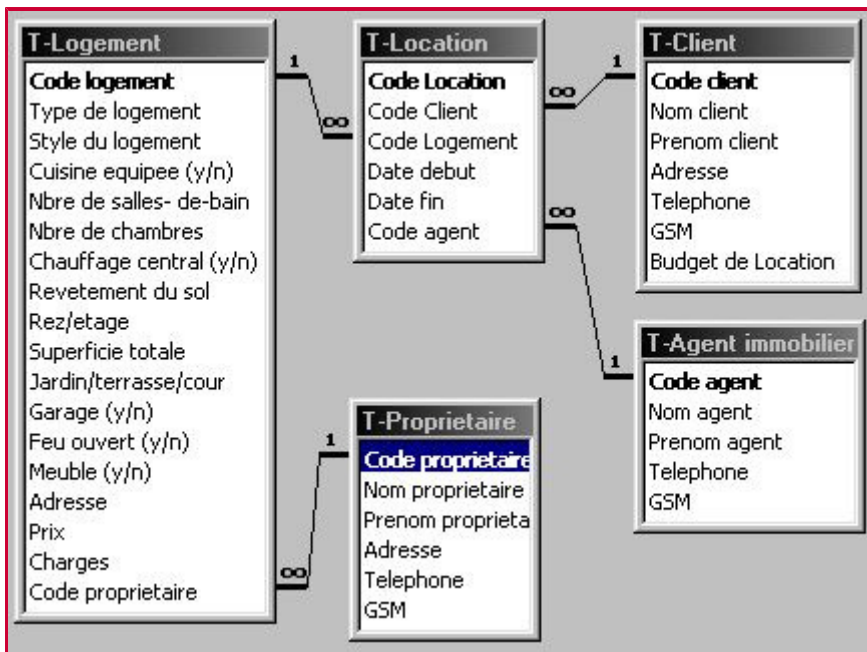 T-Logement
Code logement
Type de logement
Style du logement
Cuisine equipee (y/n)
Nbre de salles- de-bain
Nbre de chambres
Chauffage central (y/n)
Revetement du sol
Rez/etage
Superficie totale
Jardin/terrasse/cour
Garage (y/n)
Feu ouvert (y/n)
Meuble (y/n)
Adresse
Prix
Charges
Code proprietaire
1
∞
T-Location
Code Location
Code Client
Code Logement
Date debut
Date fin
Code agent
∞
1
∞
1
T-Client
Code client
Nom client
Prenom client
Adresse
Telephone
GSM
Budget de Location
T-Agent immobilier
Code agent
Nom agent
Prenom agent
Telephone
GSM
1
∞
T-Proprietaire
Code proprietaire
Nom proprietaire
Prenom proprieta
Adresse
Telephone
GSM